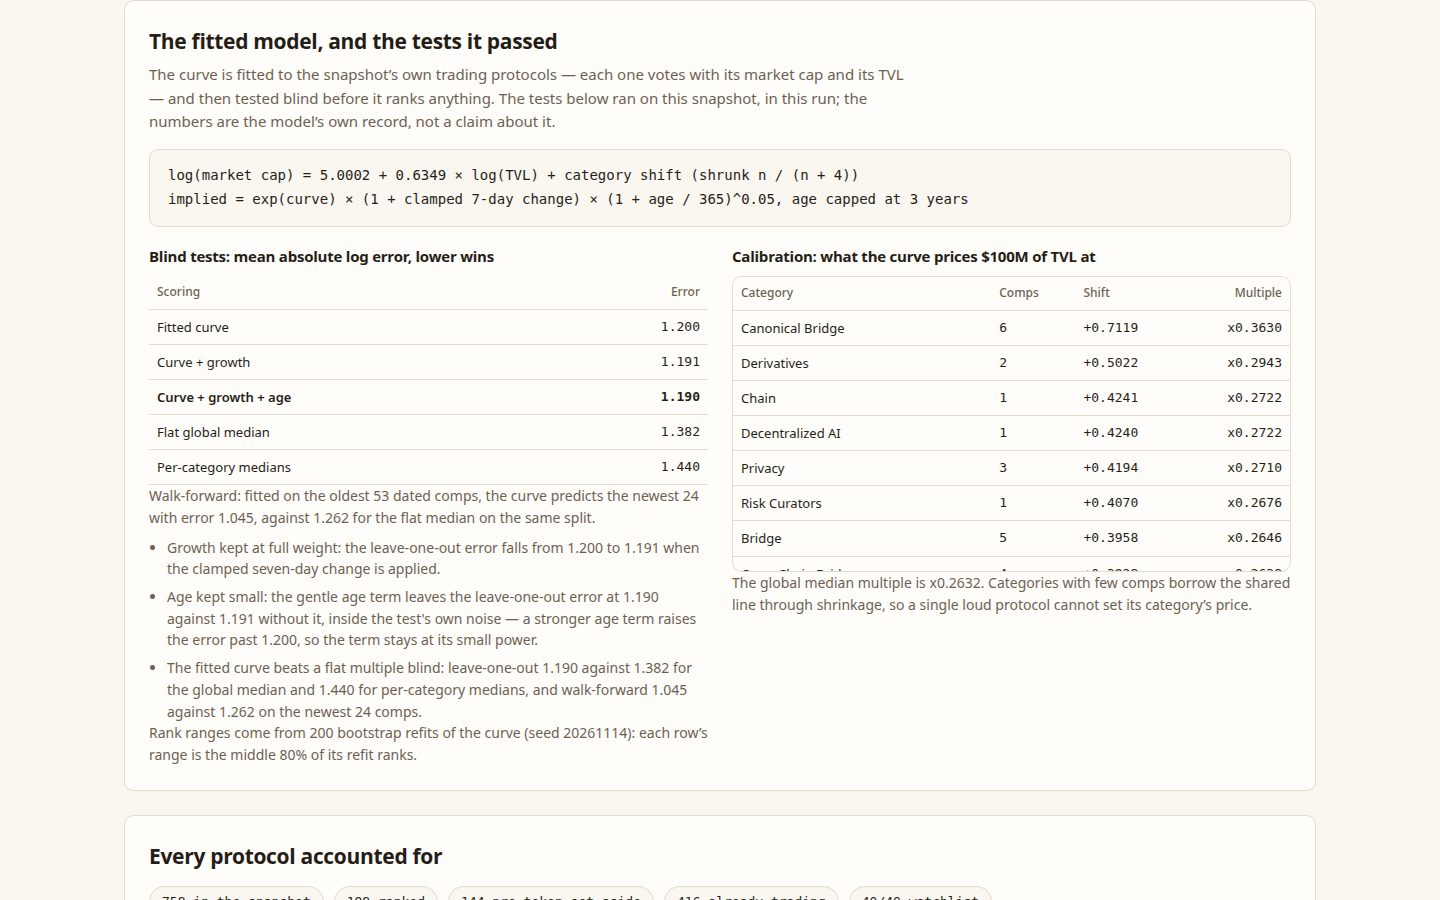 The fitted model, and the tests it passed
The curve is fitted to the snapshot’s own trading protocols — each one votes with its market cap and its TVL
— and then tested blind before it ranks anything. The tests below ran on this snapshot, in this run; the
numbers are the model’s own record, not a claim about it.
log(market cap) = 5.0002 + 0.6349 × log(TVL) + category shift (shrunk n / (n + 4))
implied = exp(curve) × (1 + clamped 7-day change) × (1 + age / 365)^0.05, age capped at 3 years
Blind tests: mean absolute log error, lower wins
Scoring Error
Fitted curve 1.200
Curve + growth 1.191
Curve + growth + age 1.190
Flat global median 1.382
Per-category medians 1.440
Walk-forward: fitted on the oldest 53 dated comps, the curve predicts the newest 24
with error 1.045, against 1.262 for the flat median on the same split.
• Growth kept at full weight: the leave-one-out error falls from 1.200 to 1.191 when
the clamped seven-day change is applied.
• Age kept small: the gentle age term leaves the leave-one-out error at 1.190
against 1.191 without it, inside the test's own noise — a stronger age term raises
the error past 1.200, so the term stays at its small power.
• The fitted curve beats a flat multiple blind: leave-one-out 1.190 against 1.382 for
the global median and 1.440 for per-category medians, and walk-forward 1.045
against 1.262 on the newest 24 comps.
Rank ranges come from 200 bootstrap refits of the curve (seed 20261114): each row’s
range is the middle 80% of its refit ranks.
Calibration: what the curve prices $100M of TVL at
Category Comps Shift Multiple
Canonical Bridge 6 +0.7119 x0.3630
Derivatives 2 +0.5022 x0.2943
Chain 1 +0.4241 x0.2722
Decentralized AI 1 +0.4240 x0.2722
Privacy 3 +0.4194 x0.2710
Risk Curators 1 +0.4070 x0.2676
Bridge 5 +0.3958 x0.2646
The global median multiple is x0.2632. Categories with few comps borrow the shared
line through shrinkage, so a single loud protocol cannot set its category’s price.
Every protocol accounted for